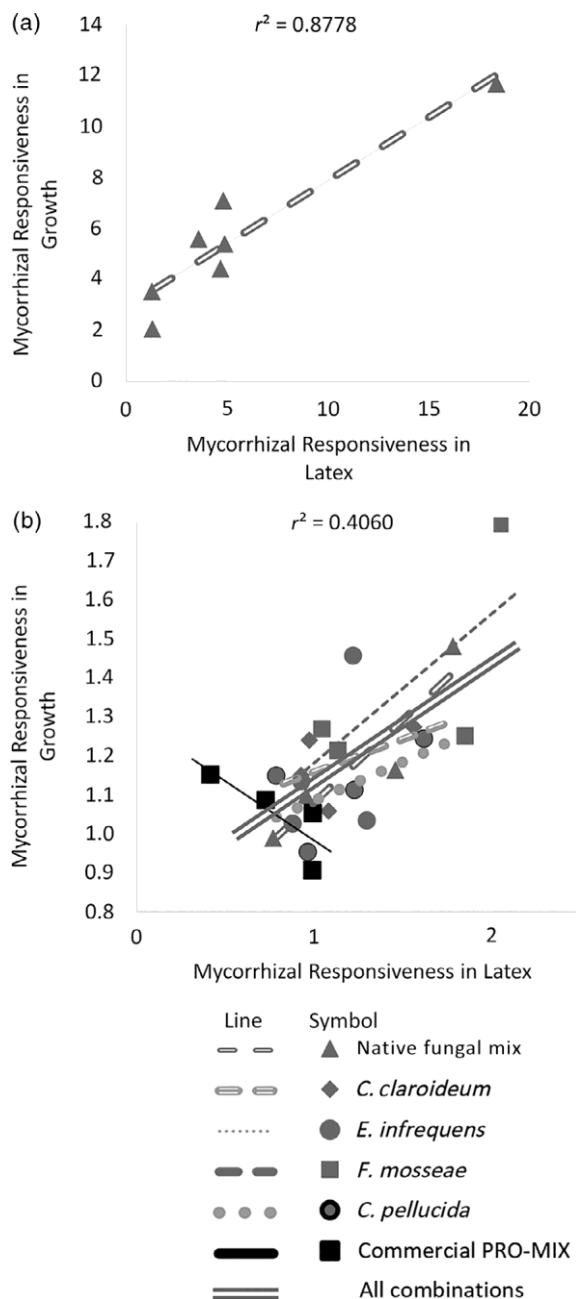 (a)
r² = 0.8778
14
12
10
8
6
4
2
0
Mycorrhizal Responsiveness in
Growth
0 5 10 15 20
Mycorrhizal Responsiveness in
Latex
(b)
r² = 0.4060
1.8
1.7
1.6
1.5
1.4
1.3
1.2
1.1
1.0
0.9
0.8
Mycorrhizal Responsiveness in
Growth
0 1 2
Mycorrhizal Responsiveness in Latex
Line Symbol
Native fungal mix
C. claroideum
E. infrequens
F. mosseae
C. pellucida
Commercial PRO-MIX
All combinations